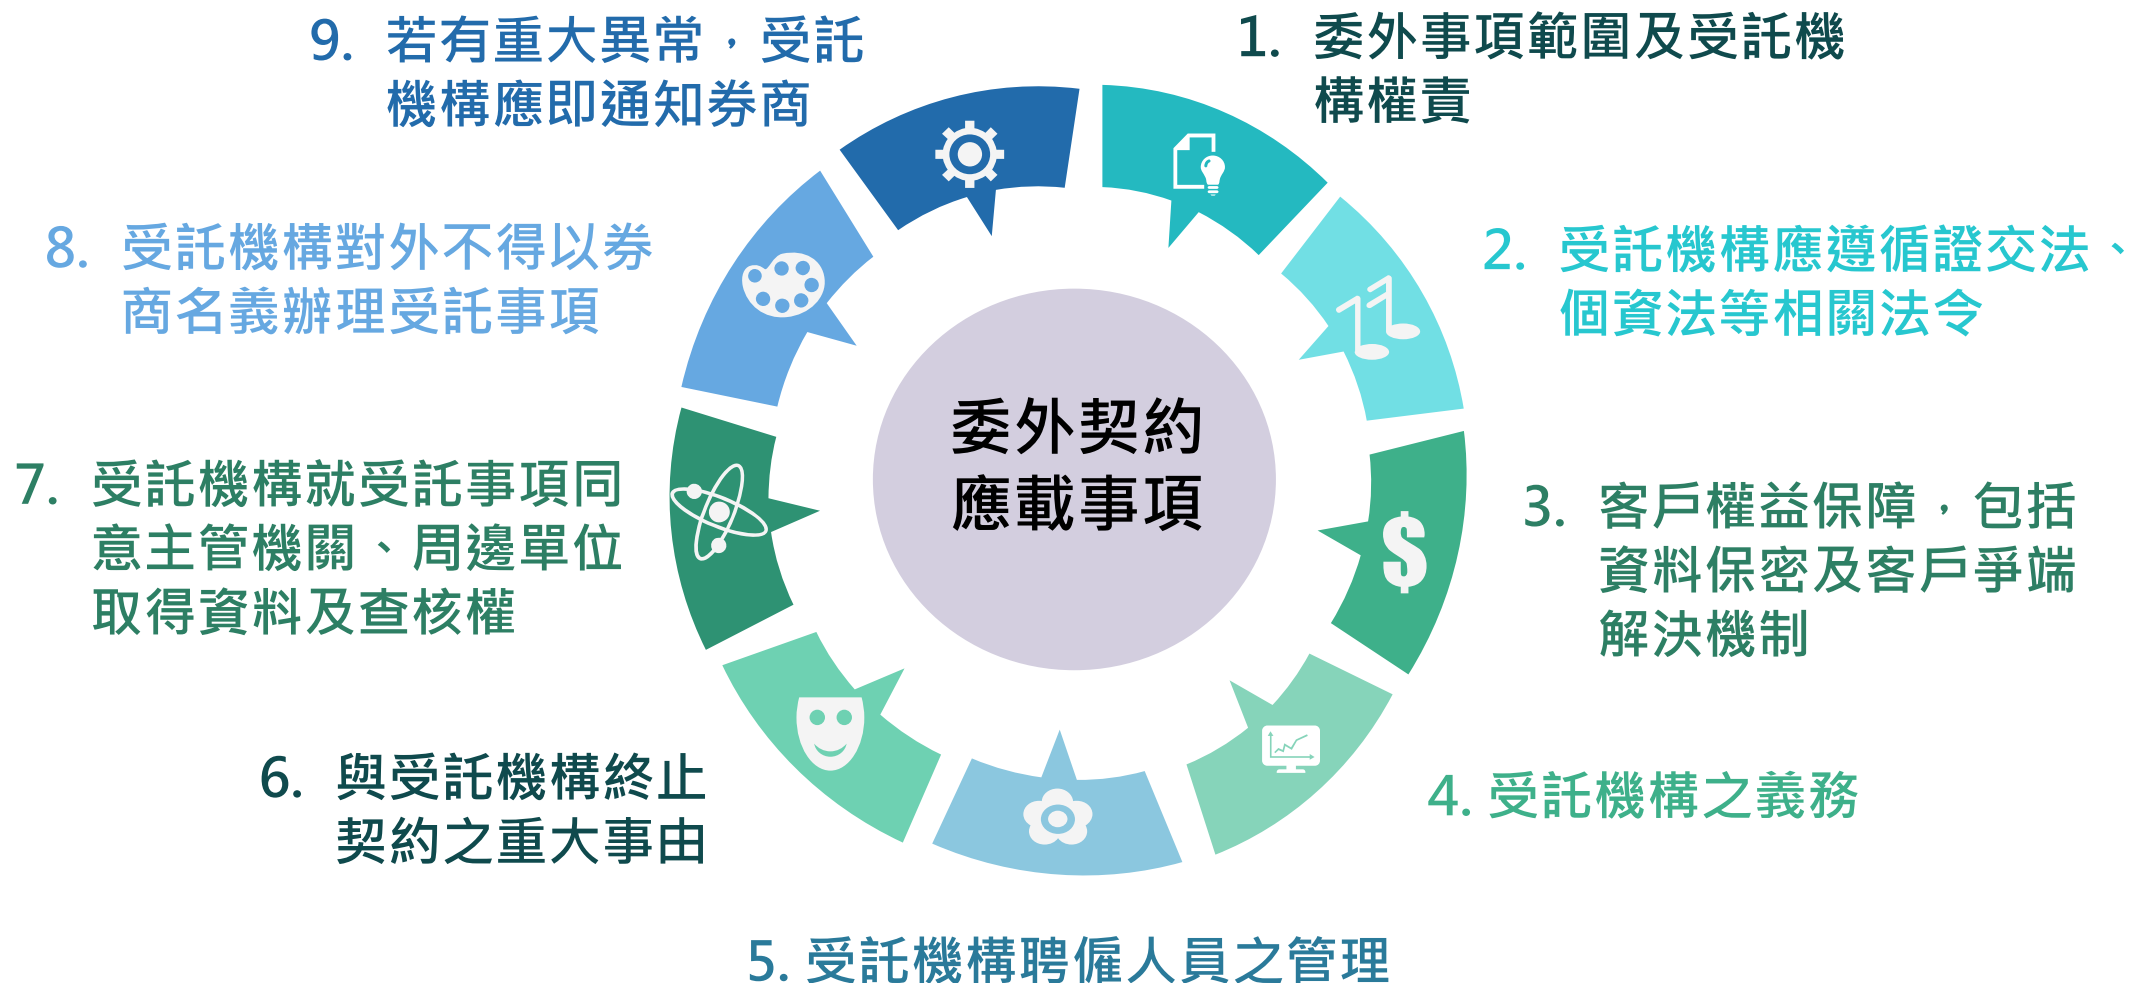 委外契約
應載事項
1. 委外事項範圍及受託機
構權責
2. 受託機構應遵循證交法、
個資法等相關法令
3. 客戶權益保障，包括
資料保密及客戶爭端
解決機制
4. 受託機構之義務
5. 受託機構聘僱人員之管理
6. 與受託機構終止
契約之重大事由
7. 受託機構就受託事項同
意主管機關、周邊單位
取得資料及查核權
8. 受託機構對外不得以券
商名義辦理受託事項
9. 若有重大異常，受託
機構應即通知券商